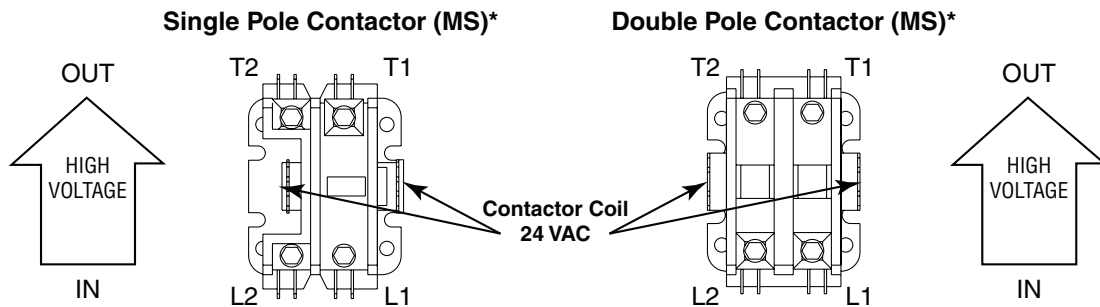 Single Pole Contactor (MS)*
Double Pole Contactor (MS)*
T2
T1
T2
T1
OUT
OUT
HIGH
VOLTAGE
HIGH
VOLTAGE
Contactor Coil
24 VAC
IN
L2
L1
L2
L1
IN